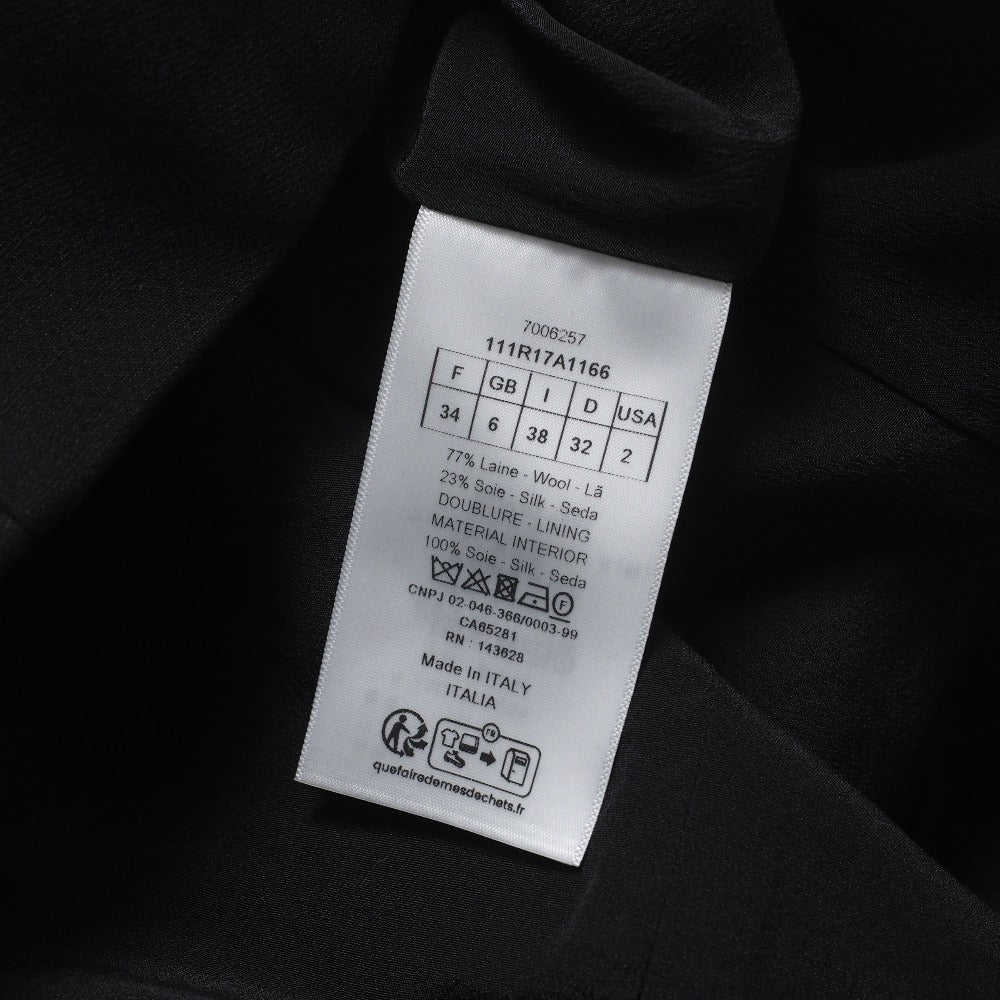 7006257
111R17A1166
F GB I D USA
34 6 38 32 2
77% Laine - Wool - Lã
23% Soie - Silk - Seda
DOUBLURE - LINING
MATERIAL INTERIOR
100% Soie - Silk - Seda
F
CNPJ 02-046-366/0003-99
CA65281
RN : 143628
Made In ITALY
ITALIA
FR
quefairedemesdechets.fr